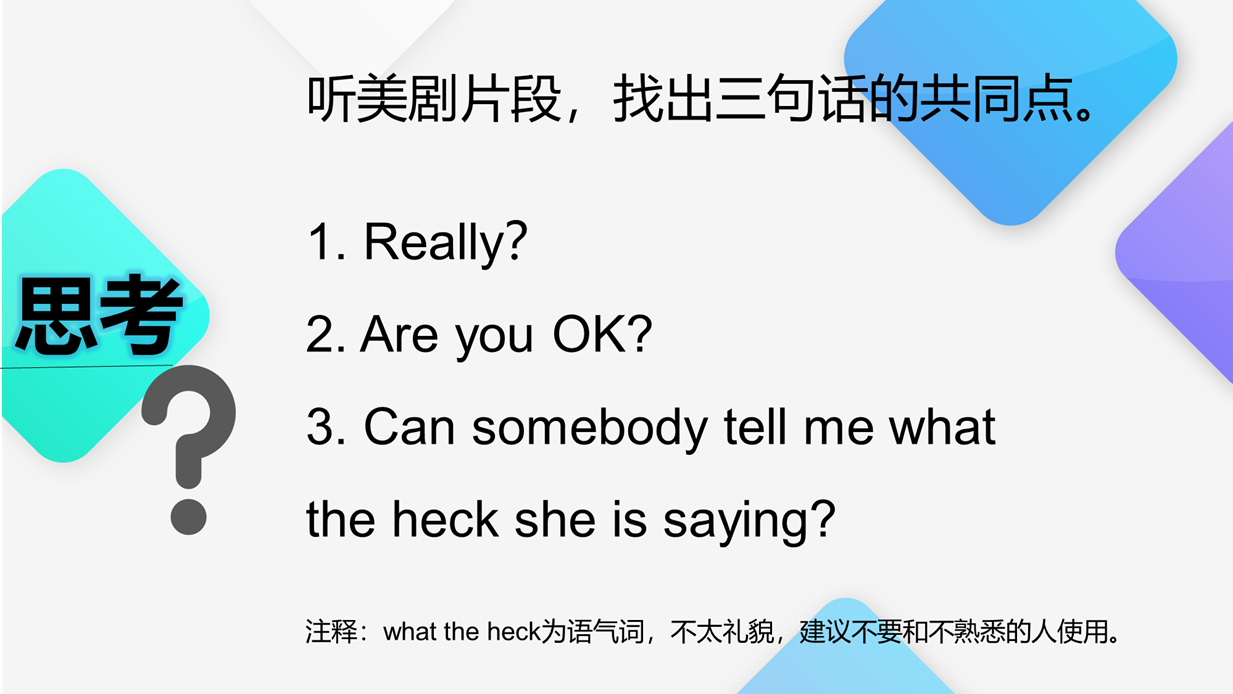 听美剧片段，找出三句话的共同点。
思考
1. Really？
2. Are you OK?
3. Can somebody tell me what
the heck she is saying?
注释：what the heck为语气词，不太礼貌，建议不要和不熟悉的人使用。